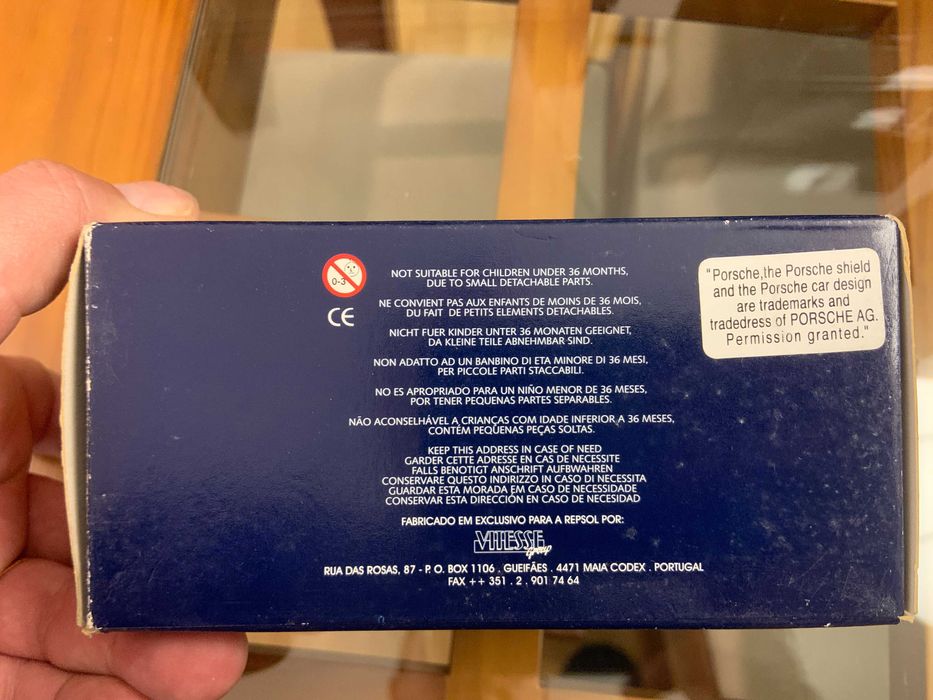 0-3
CE
NOT SUITABLE FOR CHILDREN UNDER 36 MONTHS,
DUE TO SMALL DETACHABLE PARTS.
NE CONVIENT PAS AUX ENFANTS DE MOINS DE 36 MOIS,
DU FAIT DE PETITS ELEMENTS DETACHABLES.
NICHT FUER KINDER UNTER 36 MONATEN GEEIGNET,
DA KLEINE TEILE ABNEHMBAR SIND.
NON ADATTO AD UN BANBINO DI ETA MINORE DI 36 MESI,
PER PICCOLE PARTI STACCABILI.
NO ES APROPRIADO PARA UN NIÑO MENOR DE 36 MESES,
POR TENER PEQUENAS PARTES SEPARABLES.
NÃO ACONSELHÁVEL A CRIANÇAS COM IDADE INFERIOR A 36 MESES,
CONTÉM PEQUENAS PEÇAS SOLTAS.
KEEP THIS ADDRESS IN CASE OF NEED
GARDER CETTE ADRESSE EN CAS DE NECESSITE
FALLS BENOTIGT ANSCHRIFT AUFBWAHREN
CONSERVARE QUESTO INDIRIZZO IN CASO DI NECESSITA
GUARDAR ESTA MORADA EM CASO DE NECESSIDADE
CONSERVAR ESTA DIRECCIÓN EN CASO DE NECESIDAD
FABRICADO EM EXCLUSIVO PARA A REPSOL POR:
VITESSE
Group
RUA DAS ROSAS, 87 - P. O. BOX 1106 . GUEIFÃES . 4471 MAIA CODEX . PORTUGAL
FAX ++ 351 . 2 . 901 74 64
"Porsche,the Porsche shield
and the Porsche car design
are trademarks and
tradedress of PORSCHE AG.
Permission granted."